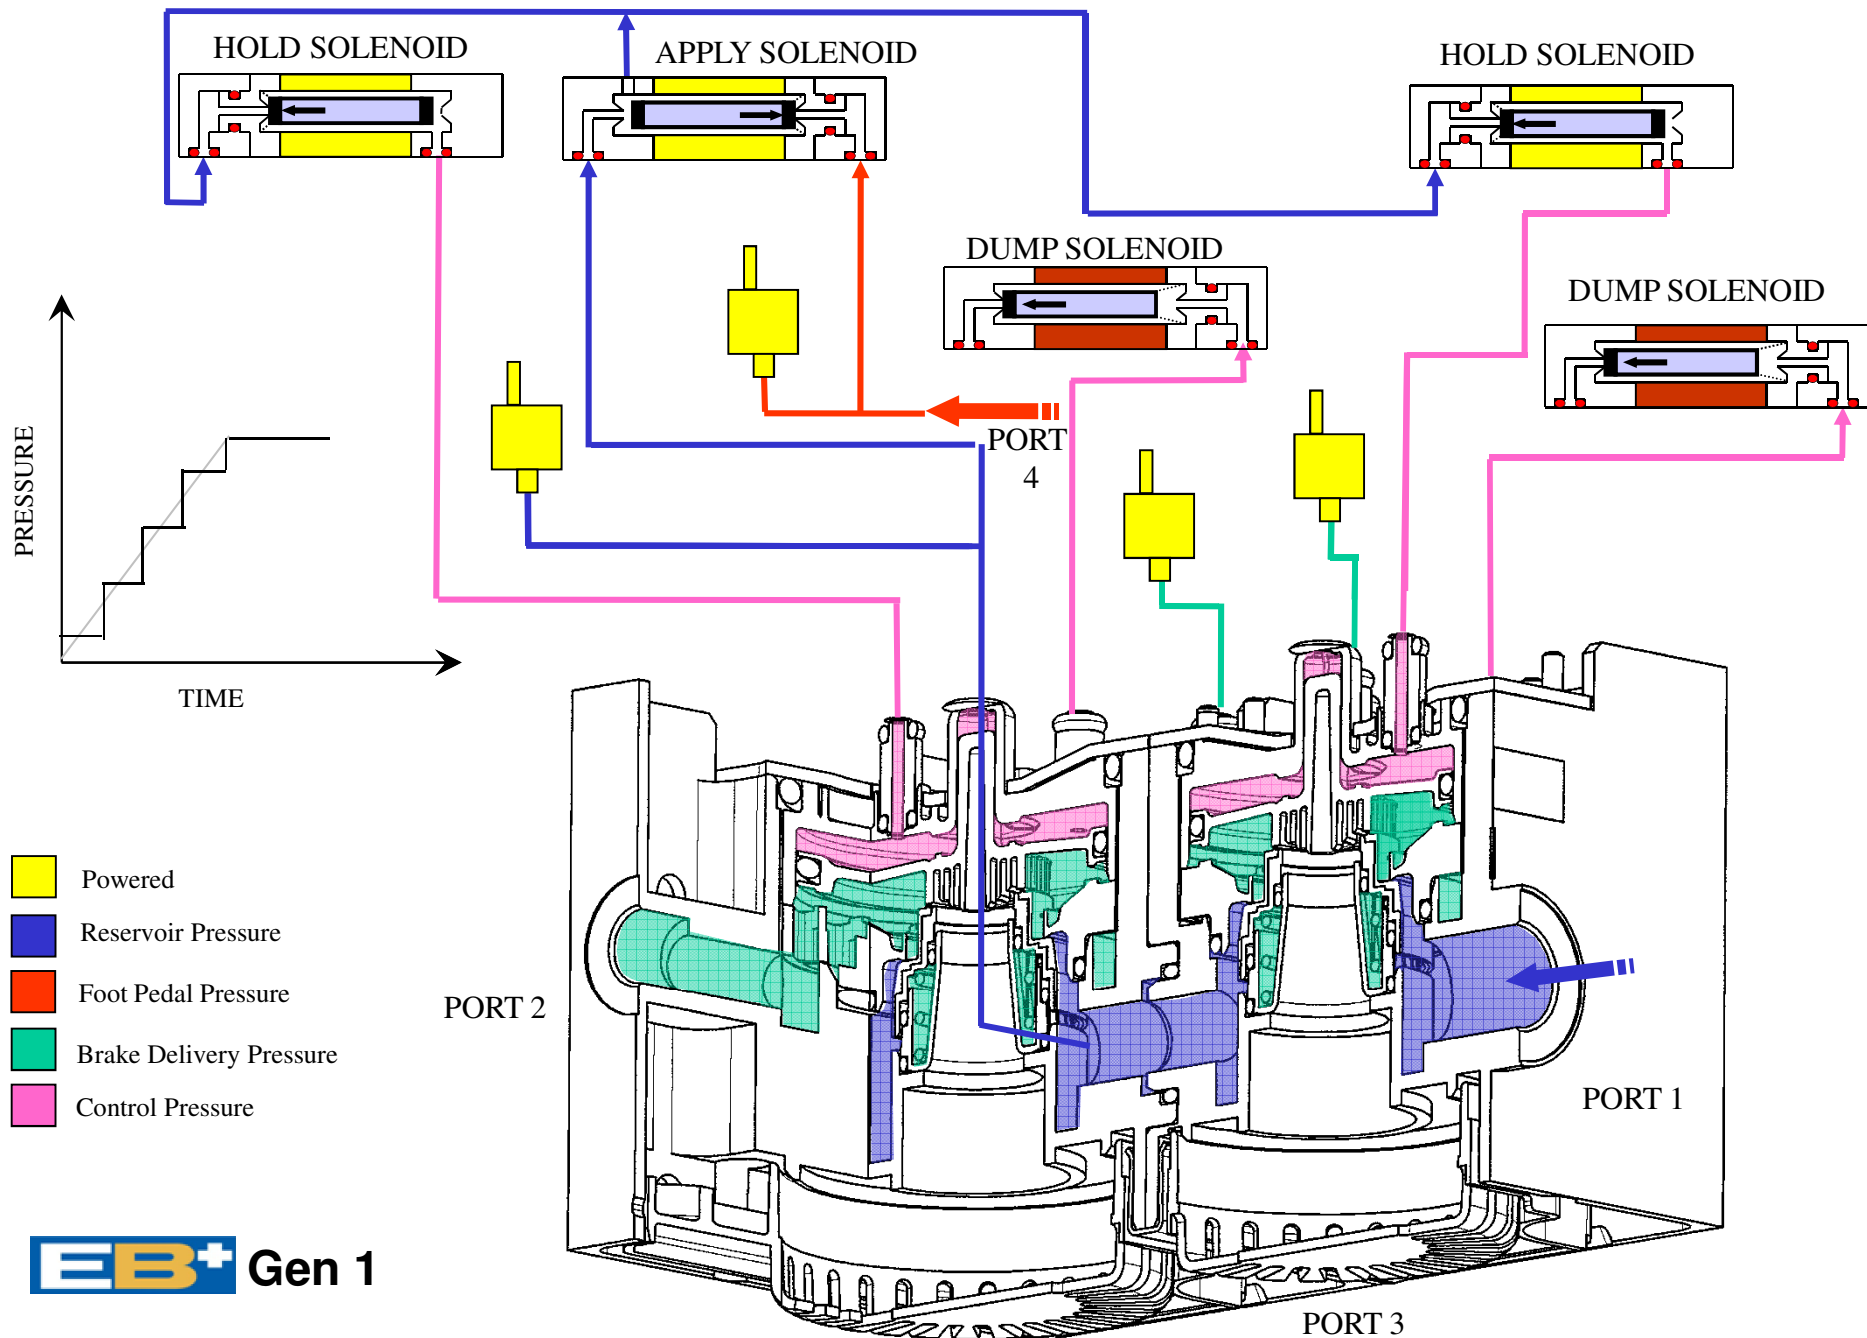 HOLD SOLENOID
APPLY SOLENOID
HOLD SOLENOID
DUMP SOLENOID
DUMP SOLENOID
PORT
4
PRESSURE
TIME
Powered
Reservoir Pressure
Foot Pedal Pressure
Brake Delivery Pressure
Control Pressure
PORT 2
PORT 1
PORT 3
EB+ Gen 1